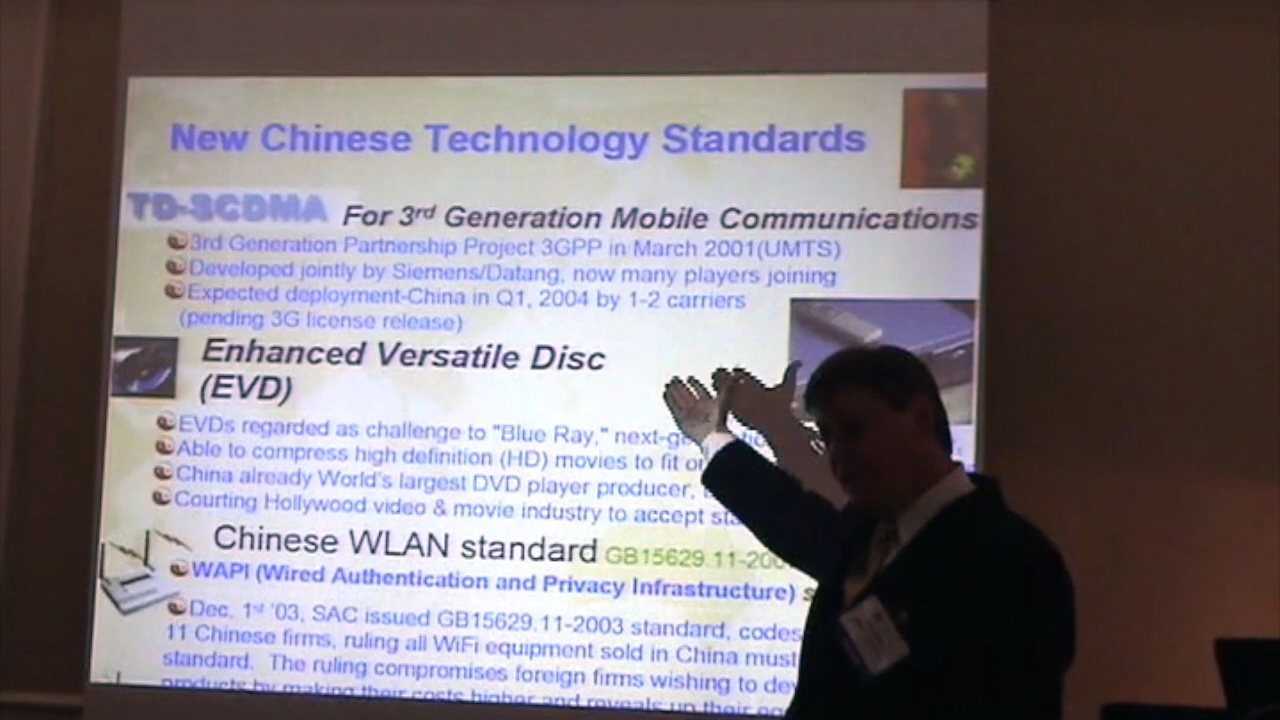 New Chinese Technology Standards
TD-SCDMA For 3rd Generation Mobile Communications
3rd Generation Partnership Project 3GPP in March 2001(UMTS)
Developed jointly by Siemens/Datang, now many players joining
Expected deployment-China in Q1, 2004 by 1-2 carriers
(pending 3G license release)
Enhanced Versatile Disc
(EVD)
EVDs regarded as challenge to "Blue Ray," next-ge
Able to compress high definition (HD) movies to fit or
China already World's largest DVD player producer,
Courting Hollywood video & movie industry to accept sta
Chinese WLAN standard GB15629.11-200
WAPI (Wired Authentication and Privacy Infrastructure) s
Dec. 1st '03, SAC issued GB15629.11-2003 standard, codes
11 Chinese firms, ruling all WiFi equipment sold in China must
standard. The ruling compromises foreign firms wishing to dev
products by making their costs higher and reveals up their